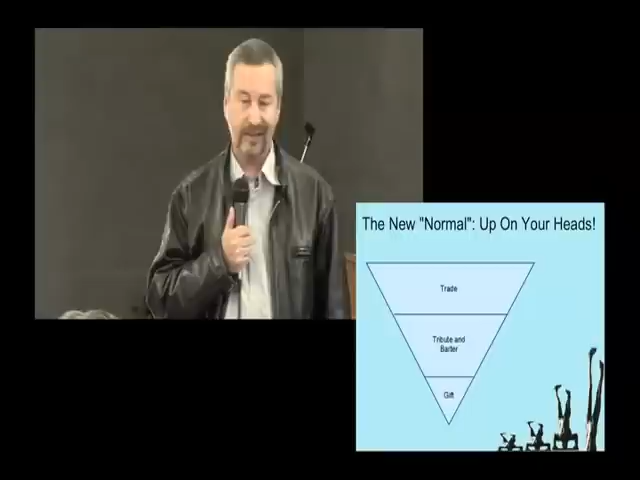 The New "Normal": Up On Your Heads!
Trade
Tribute and
Barter
Gift